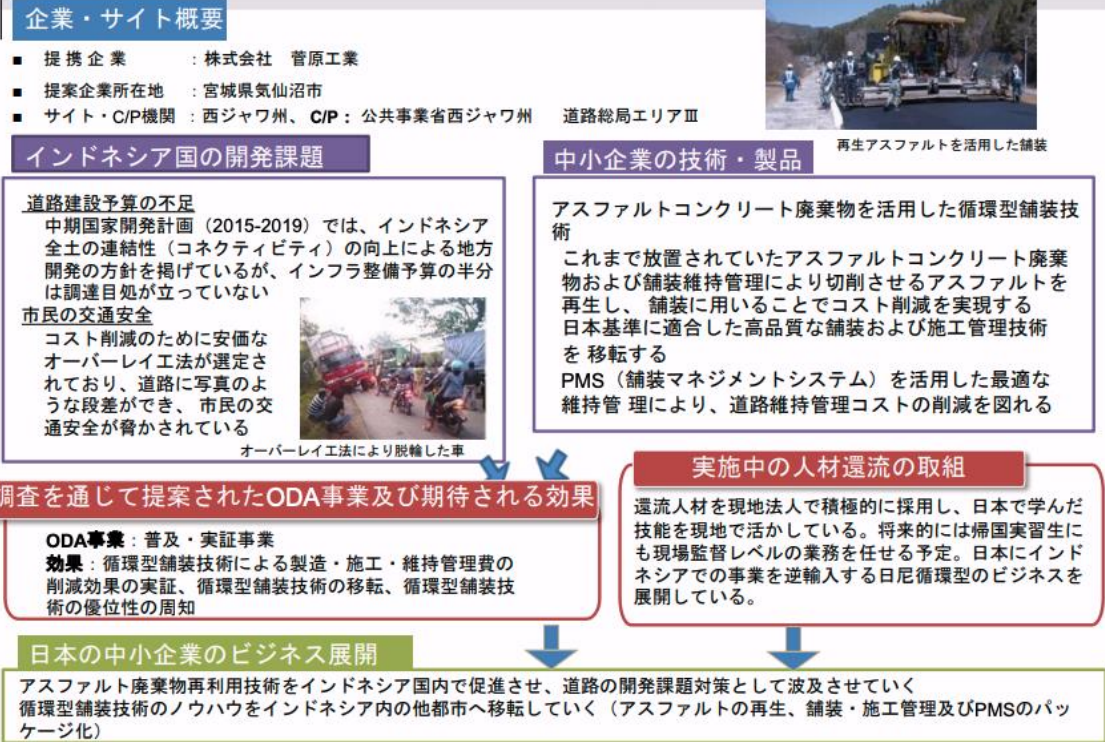 企業・サイト概要
■ 提携企業 ：株式会社 菅原工業
■ 提案企業所在地 ：宮城県気仙沼市
■ サイト・C/P機関 ：西ジャワ州、C/P：公共事業省西ジャワ州 道路総局エリアⅢ
再生アスファルトを活用した舗装
インドネシア国の開発課題
道路建設予算の不足
中期国家開発計画（2015-2019）では、インドネシア
全土の連結性（コネクティビティ）の向上による地方
開発の方針を掲げているが、インフラ整備予算の半分
は調達目処が立っていない
市民の交通安全
コスト削減のために安価な
オーバーレイ工法が選定さ
れており、道路に写真のよ
うな段差ができ、 市民の交
通安全が脅かされている
オーバーレイ工法により脱輪した車
中小企業の技術・製品
アスファルトコンクリート廃棄物を活用した循環型舗装技
術
これまで放置されていたアスファルトコンクリート廃棄
物および舗装維持管理により切削させるアスファルトを
再生し、 舗装に用いることでコスト削減を実現する
日本基準に適合した高品質な舗装および施工管理技術
を 移転する
PMS（舗装マネジメントシステム）を活用した最適な
維持管 理により、道路維持管理コストの削減を図れる
調査を通じて提案されたODA事業及び期待される効果
ODA事業：普及・実証事業
効果：循環型舗装技術による製造・施工・維持管理費の
削減効果の実証、循環型舗装技術の移転、循環型舗装技
術の優位性の周知
実施中の人材還流の取組
還流人材を現地法人で積極的に採用し、日本で学んだ
技能を現地で活かしている。将来的には帰国実習生に
も現場監督レベルの業務を任せる予定。日本にインド
ネシアでの事業を逆輸入する日尼循環型のビジネスを
展開している。
日本の中小企業のビジネス展開
アスファルト廃棄物再利用技術をインドネシア国内で促進させ、道路の開発課題対策として波及させていく
循環型舗装技術のノウハウをインドネシア内の他都市へ移転していく（アスファルトの再生、舗装・施工管理及びPMSのパッ
ケージ化）